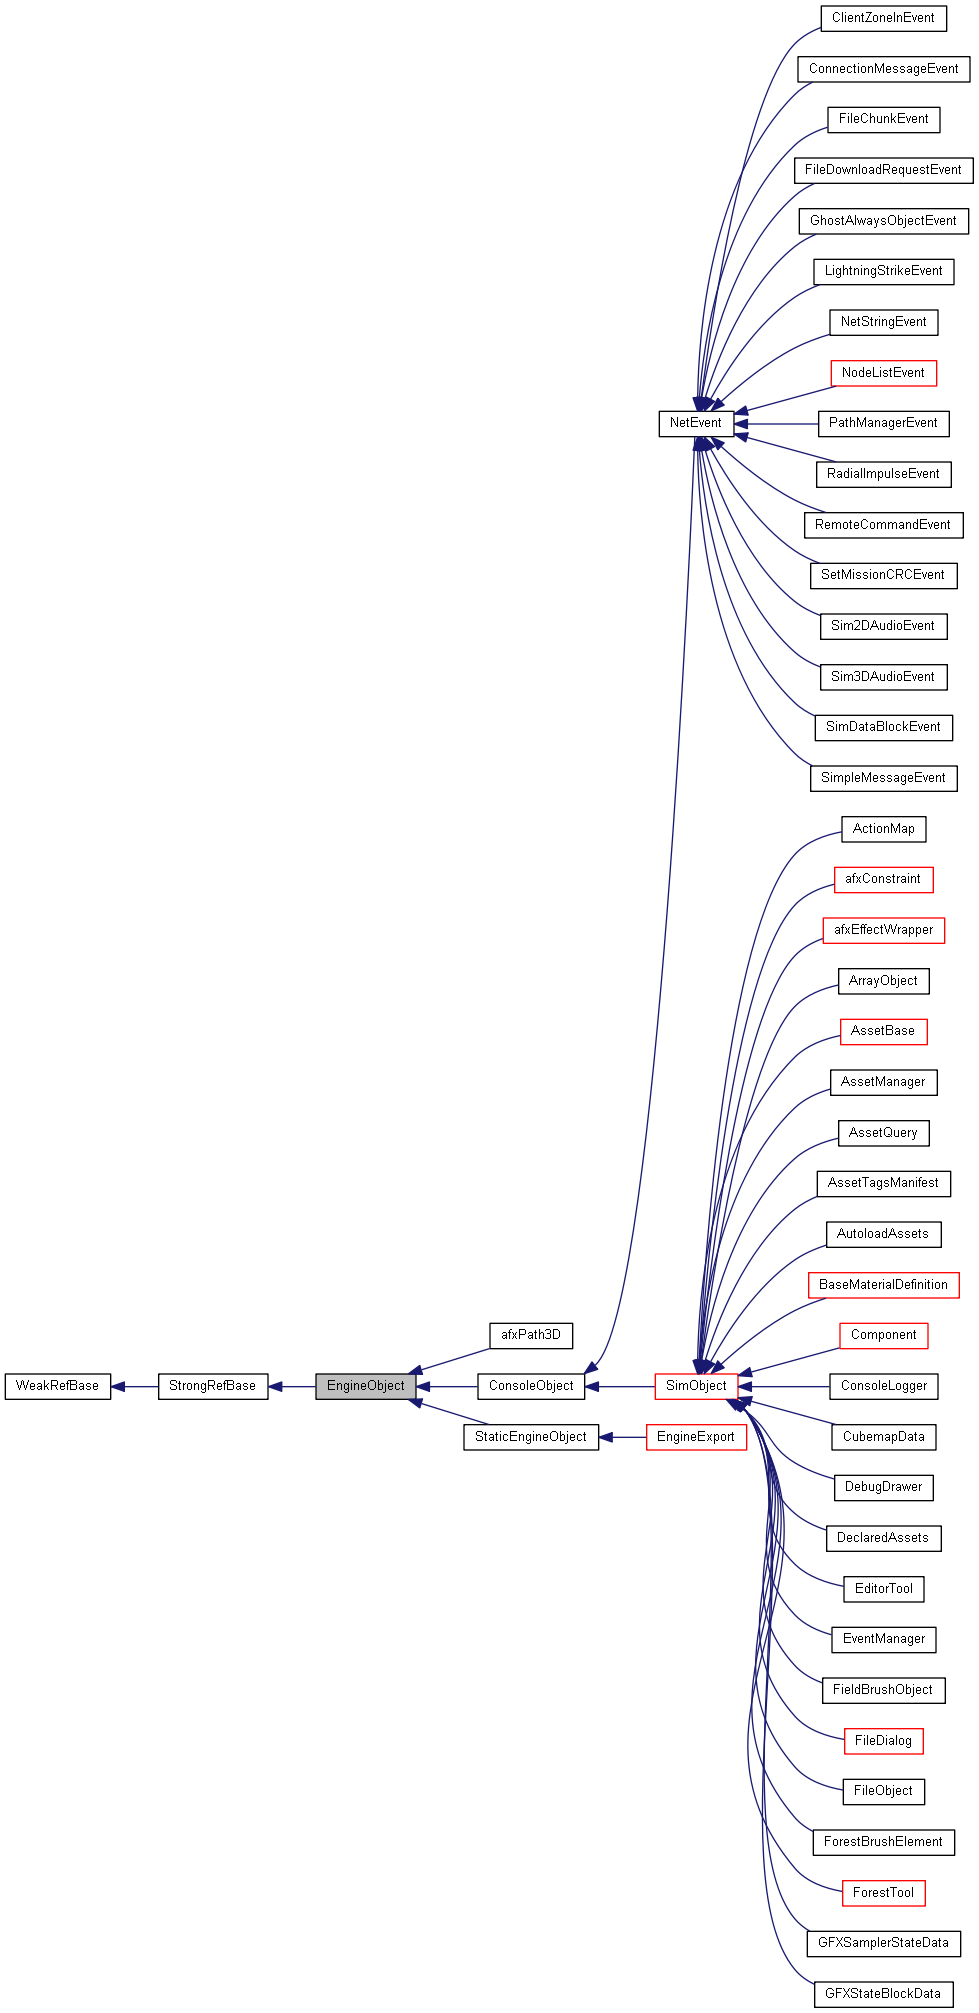 ClientZoneInEvent
ConnectionMessageEvent
FileChunkEvent
FileDownloadRequestEvent
GhostAlwaysObjectEvent
LightningStrikeEvent
NetStringEvent
NodeListEvent
NetEvent
PathManagerEvent
RadialImpulseEvent
RemoteCommandEvent
SetMissionCRCEvent
Sim2DAudioEvent
Sim3DAudioEvent
SimDataBlockEvent
SimpleMessageEvent
ActionMap
afxConstraint
afxEffectWrapper
ArrayObject
AssetBase
AssetManager
AssetQuery
AssetTagsManifest
AutoloadAssets
BaseMaterialDefinition
afxPath3D
Component
WeakRefBase
StrongRefBase
EngineObject
ConsoleObject
SimObject
ConsoleLogger
StaticEngineObject
EngineExport
CubemapData
DebugDrawer
DeclaredAssets
EditorTool
EventManager
FieldBrushObject
FileDialog
FileObject
ForestBrushElement
ForestTool
GFXSamplerStateData
GFXStateBlockData